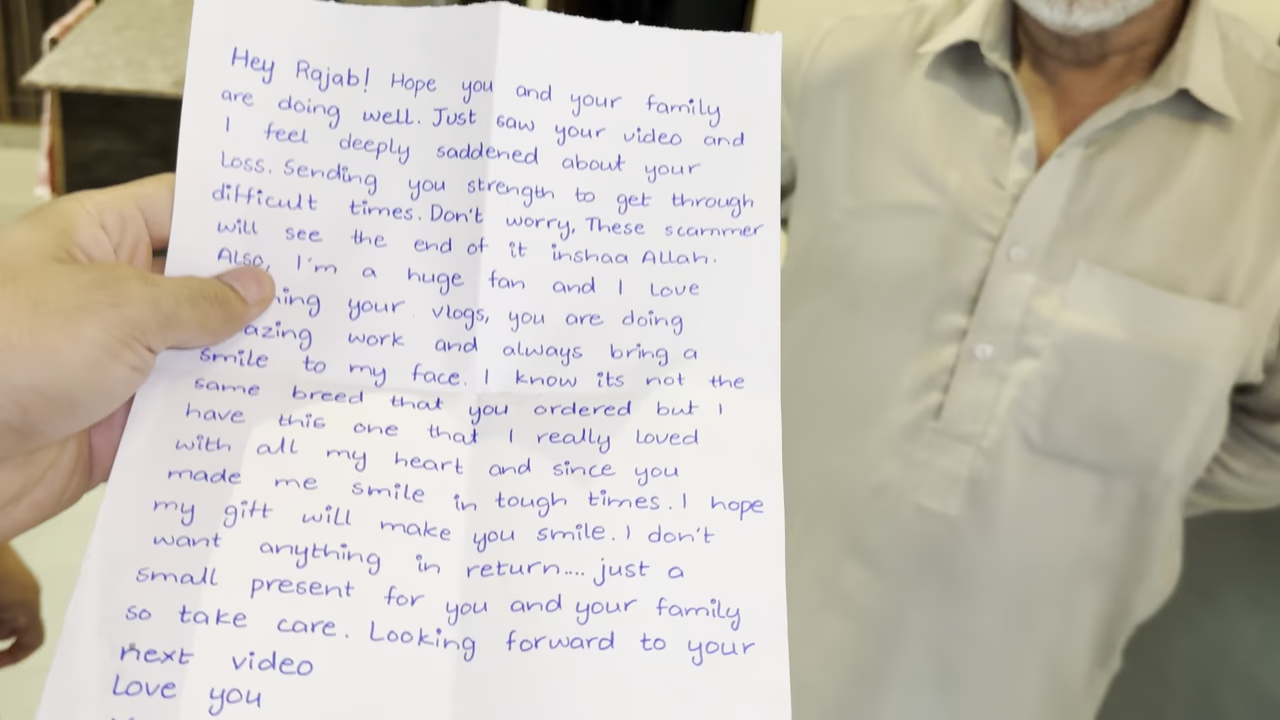 Hey Rajab! Hope you and your family
are doing well. Just saw your video and
I feel deeply saddened about your
Loss. Sending you strength to get through
difficult times. Don't worry, These scammer
will see the end of it inshaa Allah.
Also, I'm a huge fan and I Love
your vlogs, you are doing
work and always bring a
smile to my face. I know its not the
same breed that you ordered but I
have this one that I really Loved
with all my heart and since you
made me smile in tough times. I hope
my gift will make you smile. I don't
want anything in return.... just a
small present for you and your family
so take care. Looking forward to your
next video
Love you